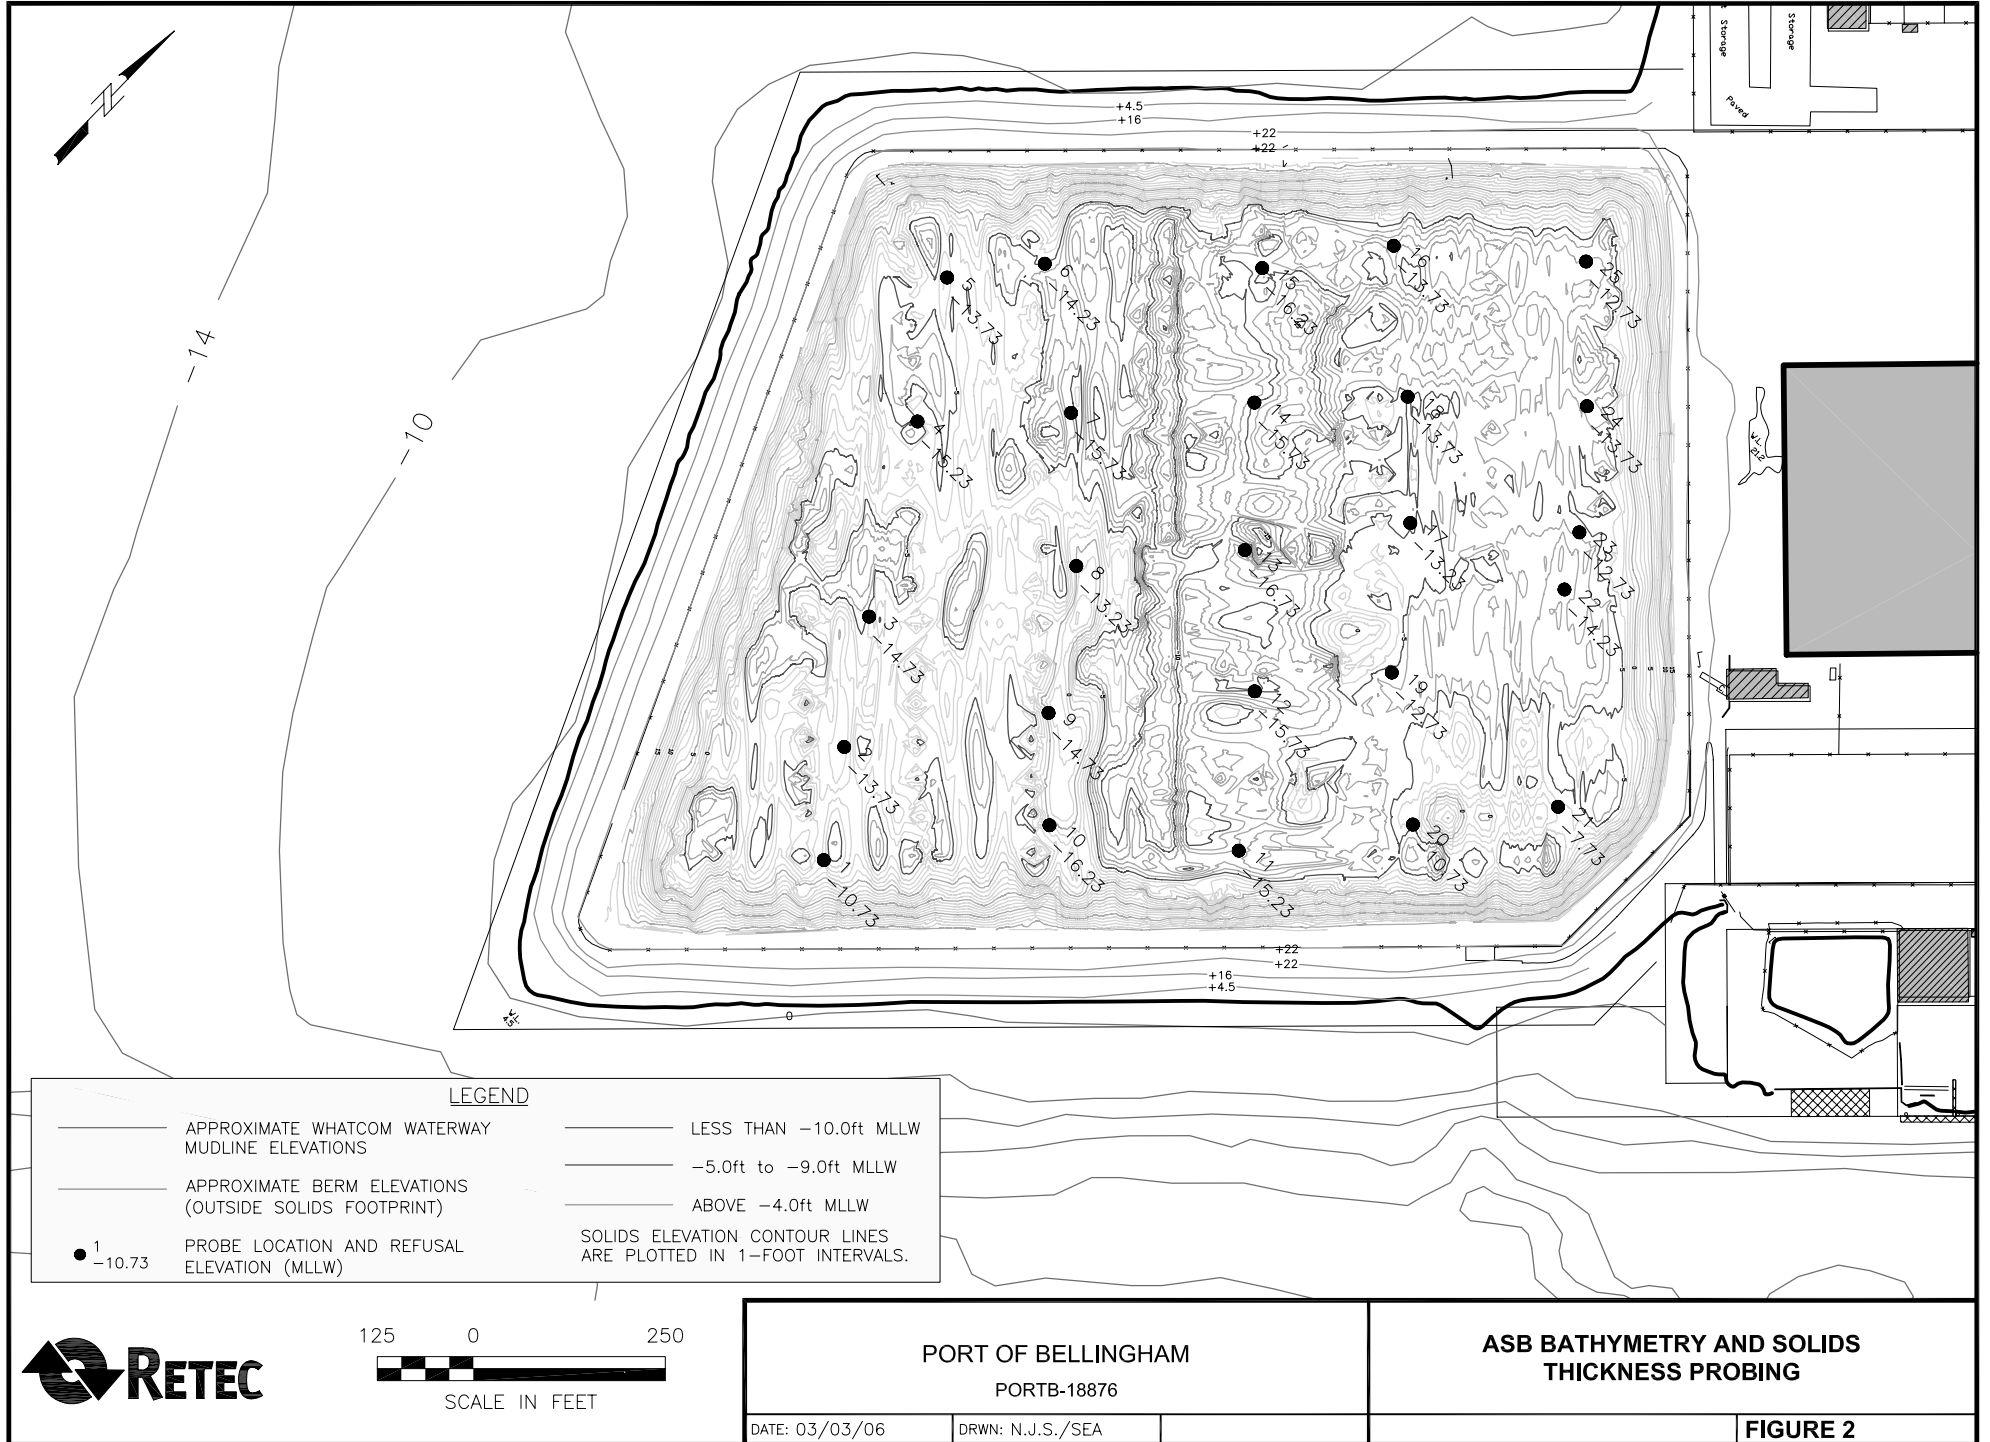 Storage
Storage
Paved
+4.5
+16
+22
+22
16
-13.73
25
-12.73
6
-14.23
15
-16.23
5
-13.73
-14
-10
4
-15.23
7
-15.73
14
-15.73
18
-13.73
24
-13.73
W.L.
21.2
17
-13.23
23
-12.73
13
-16.73
8
-13.23
22
-14.23
3
-14.73
19
-12.73
12
-15.73
9
-14.73
2
-13.73
21
-7.73
20
10.73
10
-16.23
11
-15.23
1
-10.73
+22
+22
+16
+4.5
0
W.L.
4.5
LEGEND
APPROXIMATE WHATCOM WATERWAY
MUDLINE ELEVATIONS
APPROXIMATE BERM ELEVATIONS
(OUTSIDE SOLIDS FOOTPRINT)
1
-10.73
PROBE LOCATION AND REFUSAL
ELEVATION (MLLW)
LESS THAN -10.0ft MLLW
-5.0ft to -9.0ft MLLW
ABOVE -4.0ft MLLW
SOLIDS ELEVATION CONTOUR LINES
ARE PLOTTED IN 1-FOOT INTERVALS.
RETEC
125 0 250
SCALE IN FEET
PORT OF BELLINGHAM
PORTB-18876
ASB BATHYMETRY AND SOLIDS
THICKNESS PROBING
DATE: 03/03/06
DRWN: N.J.S./SEA
FIGURE 2